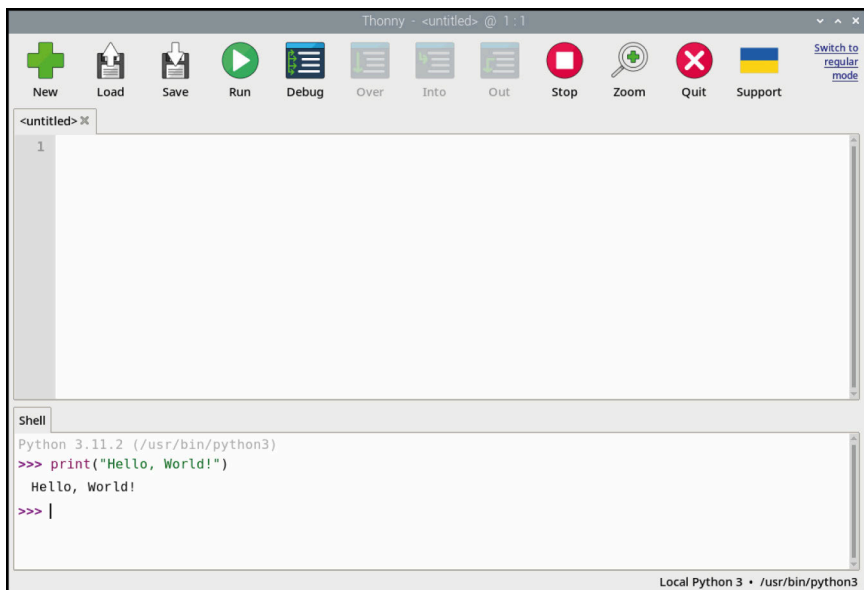 Thonny - <untitled> @ 1:1
New Load Save Run Debug Over Into Out Stop Zoom Quit Support
Switch to
regular
mode
<untitled>
1
Shell
Python 3.11.2 (/usr/bin/python3)
>>> print("Hello, World!")
Hello, World!
>>>
Local Python 3 • /usr/bin/python3